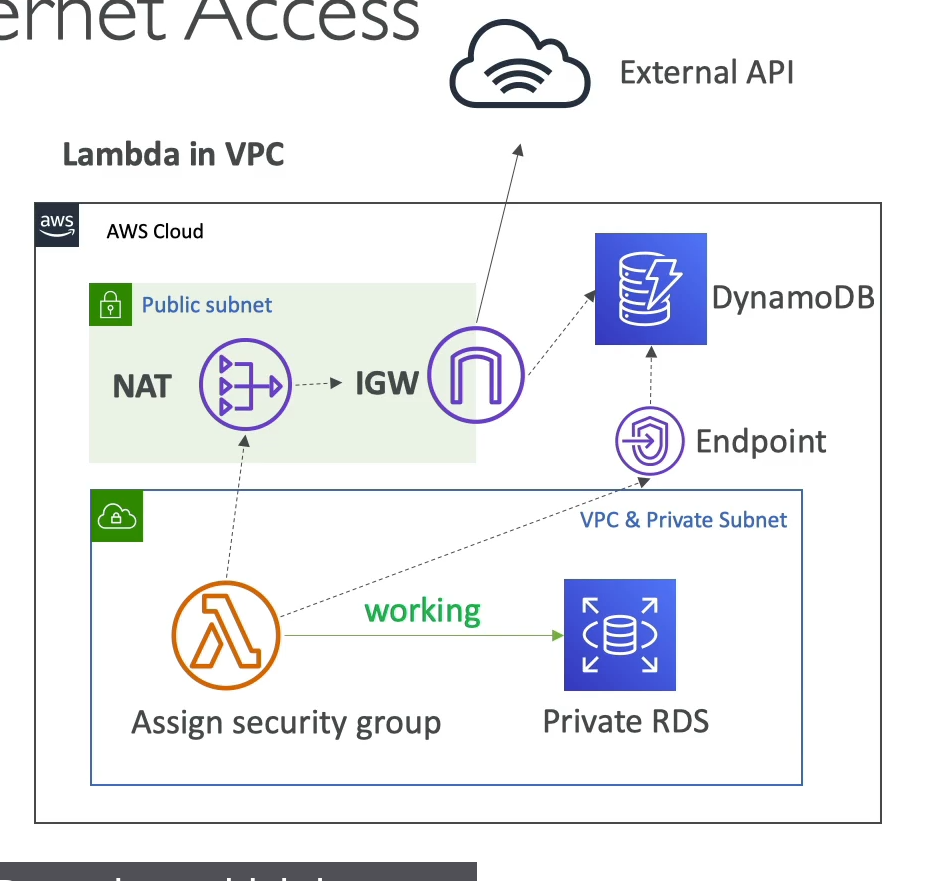 ernet Access
External API
Lambda in VPC
aws
AWS Cloud
Public subnet
DynamoDB
NAT
IGW
Endpoint
VPC & Private Subnet
working
Assign security group
Private RDS